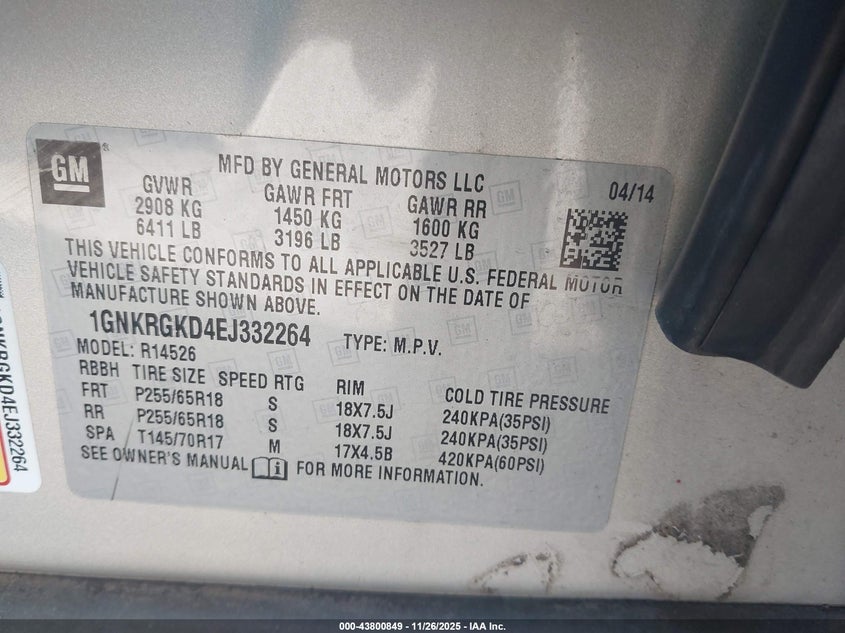 GM
MFD BY GENERAL MOTORS LLC
04/14
GVWR GAWR FRT GAWR RR
2908 KG 1450 KG 1600 KG
6411 LB 3196 LB 3527 LB
THIS VEHICLE CONFORMS TO ALL APPLICABLE U.S. FEDERAL MOTOR
VEHICLE SAFETY STANDARDS IN EFFECT ON THE DATE OF
MANUFACTURE SHOWN ABOVE.
1GNKRGKD4EJ332264 TYPE: M.P.V.
MODEL: R14526
RBBH TIRE SIZE SPEED RTG RIM COLD TIRE PRESSURE
FRT P255/65R18 S 18X7.5J 240KPA(35PSI)
RR P255/65R18 S 18X7.5J 240KPA(35PSI)
SPA T145/70R17 M 17X4.5B 420KPA(60PSI)
SEE OWNER'S MANUAL FOR MORE INFORMATION.
1GNKRGKD4EJ332264
000-43800849 - 11/26/2025 - IAA Inc.